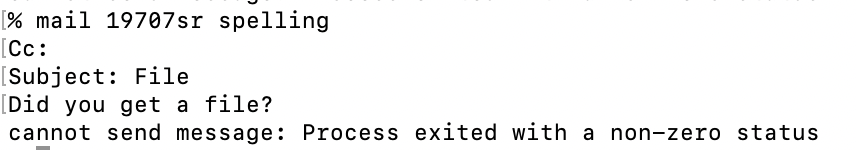 % mail 19707sr spelling
Cc:
Subject: File
Did you get a file?
cannot send message: Process exited with a non-zero status